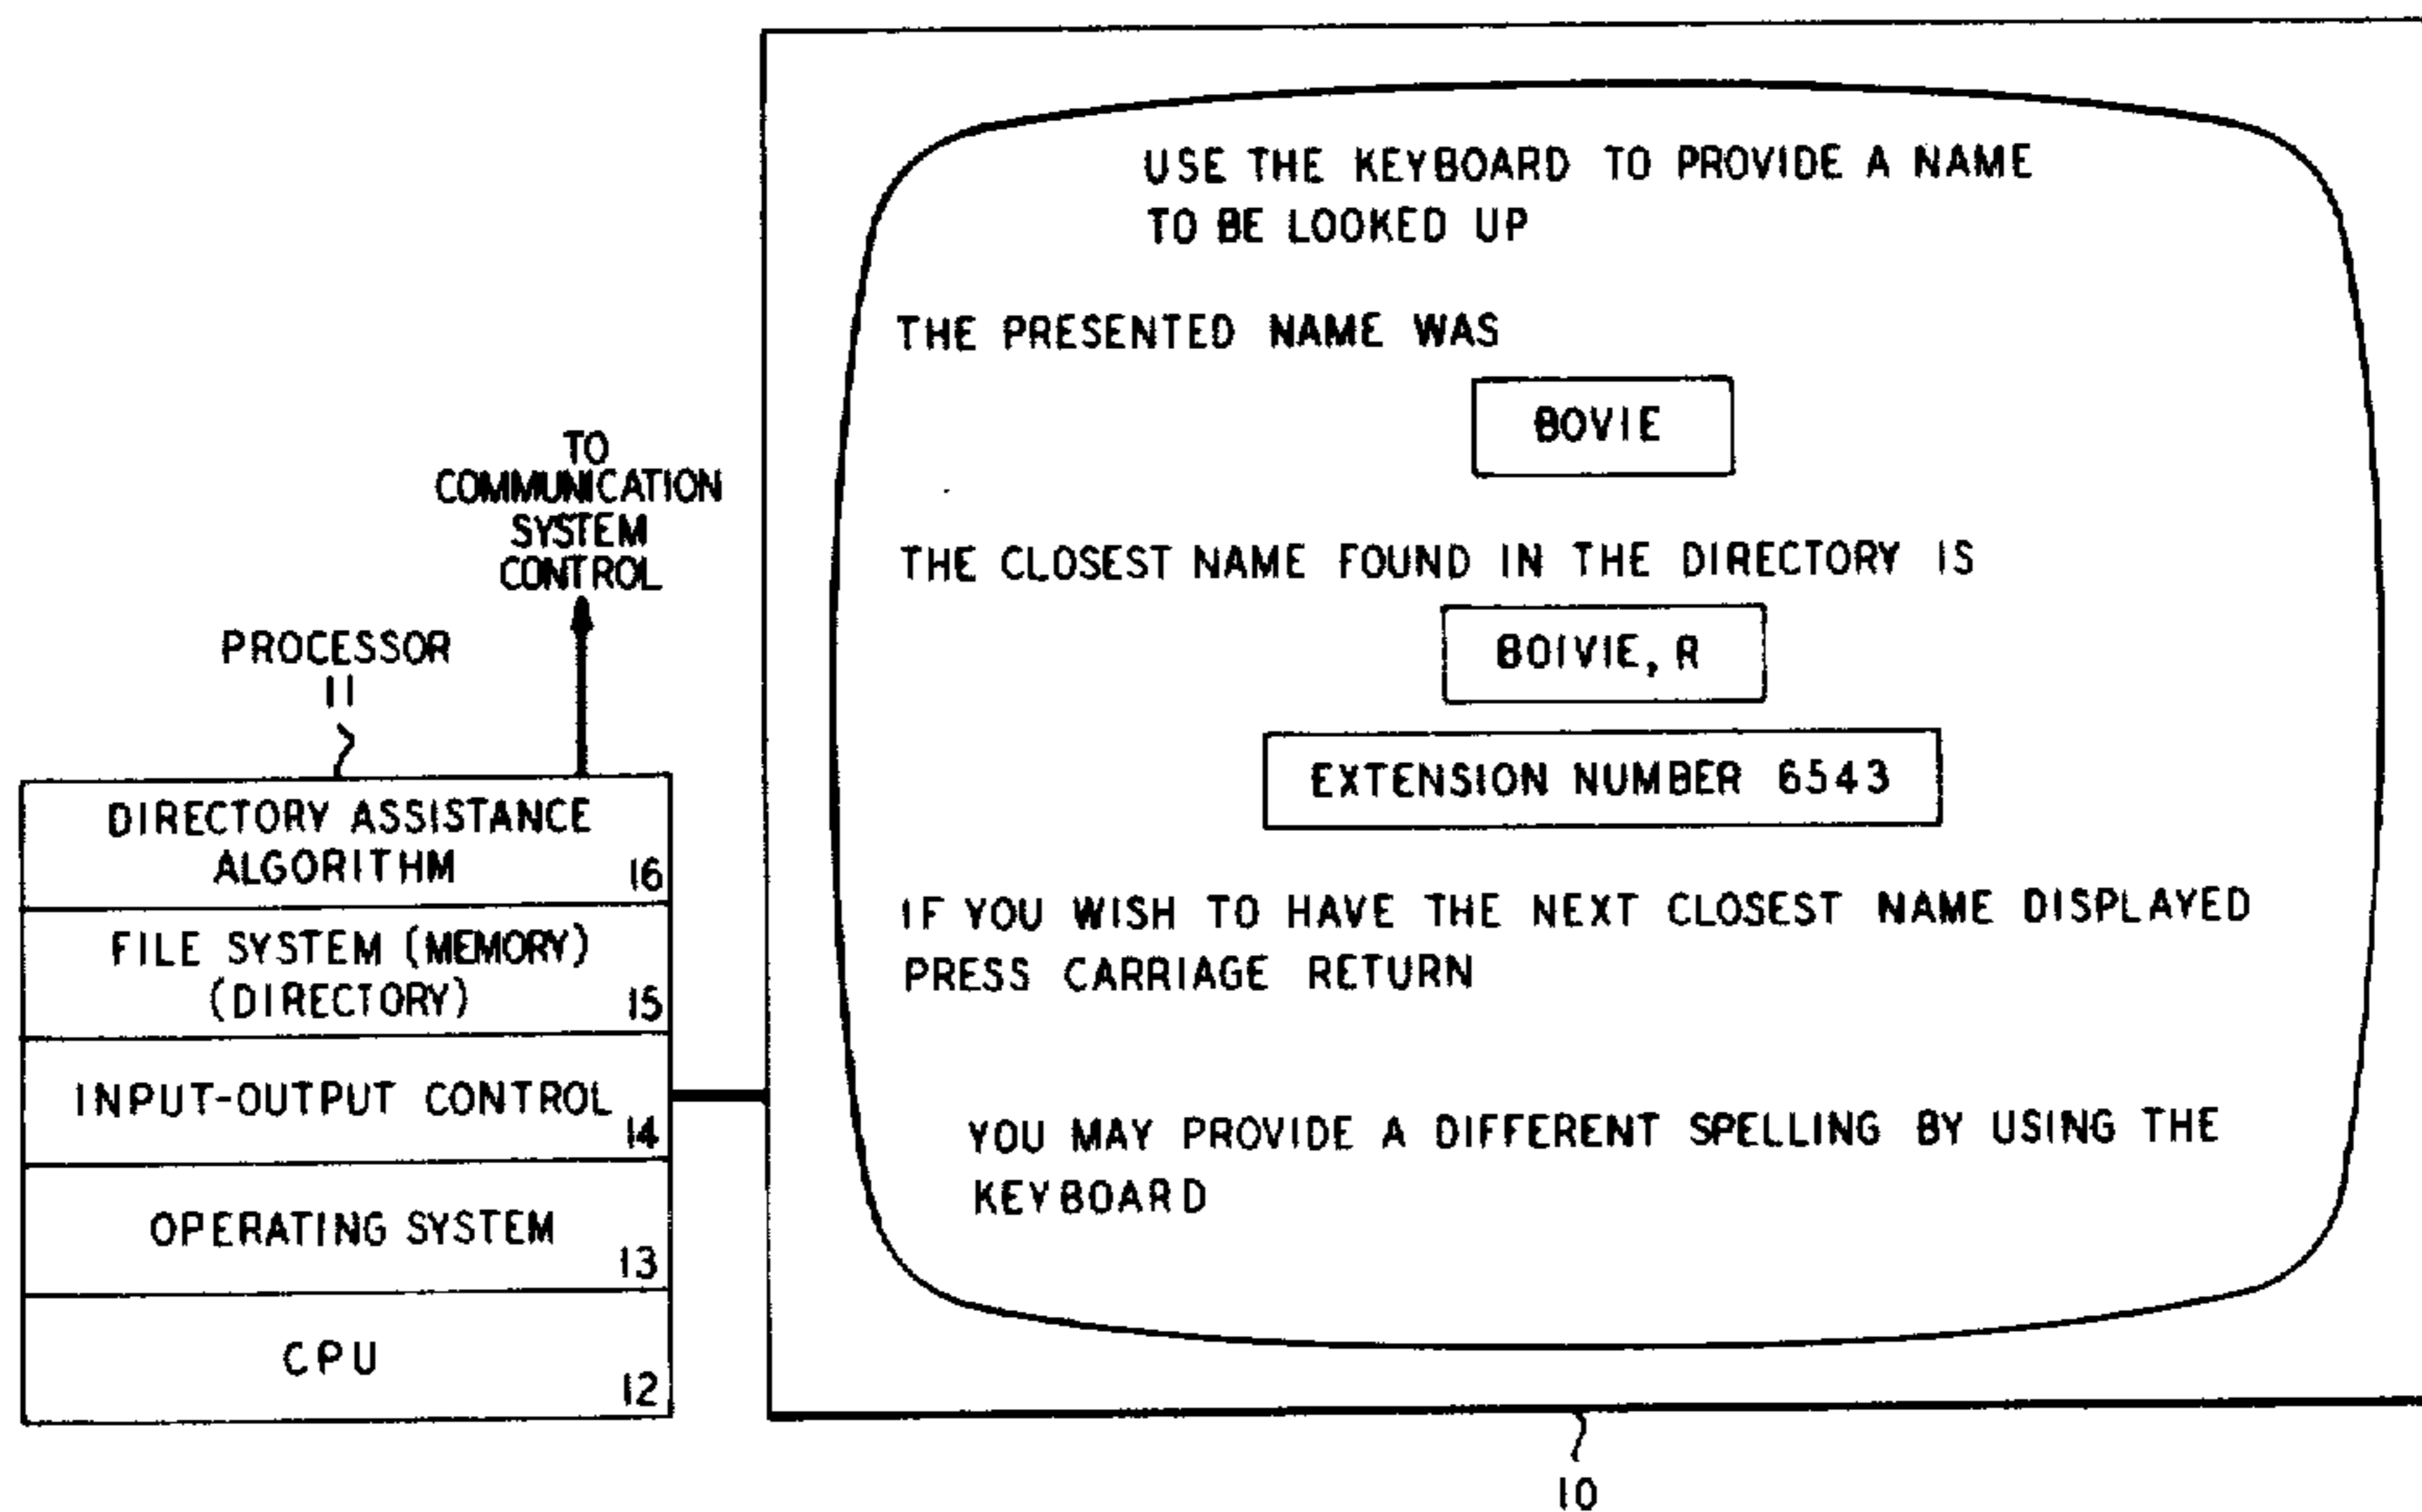 TO
COMMUNICATION
SYSTEM
CONTROL
PROCESSOR
11
DIRECTORY ASSISTANCE
ALGORITHM 16
FILE SYSTEM (MEMORY)
(DIRECTORY) 15
INPUT-OUTPUT CONTROL
14
OPERATING SYSTEM
13
CPU
12
USE THE KEYBOARD TO PROVIDE A NAME
TO BE LOOKED UP
THE PRESENTED NAME WAS
BOVIE
THE CLOSEST NAME FOUND IN THE DIRECTORY IS
BOIVIE, R
EXTENSION NUMBER 6543
IF YOU WISH TO HAVE THE NEXT CLOSEST NAME DISPLAYED
PRESS CARRIAGE RETURN
YOU MAY PROVIDE A DIFFERENT SPELLING BY USING THE
KEYBOARD
10